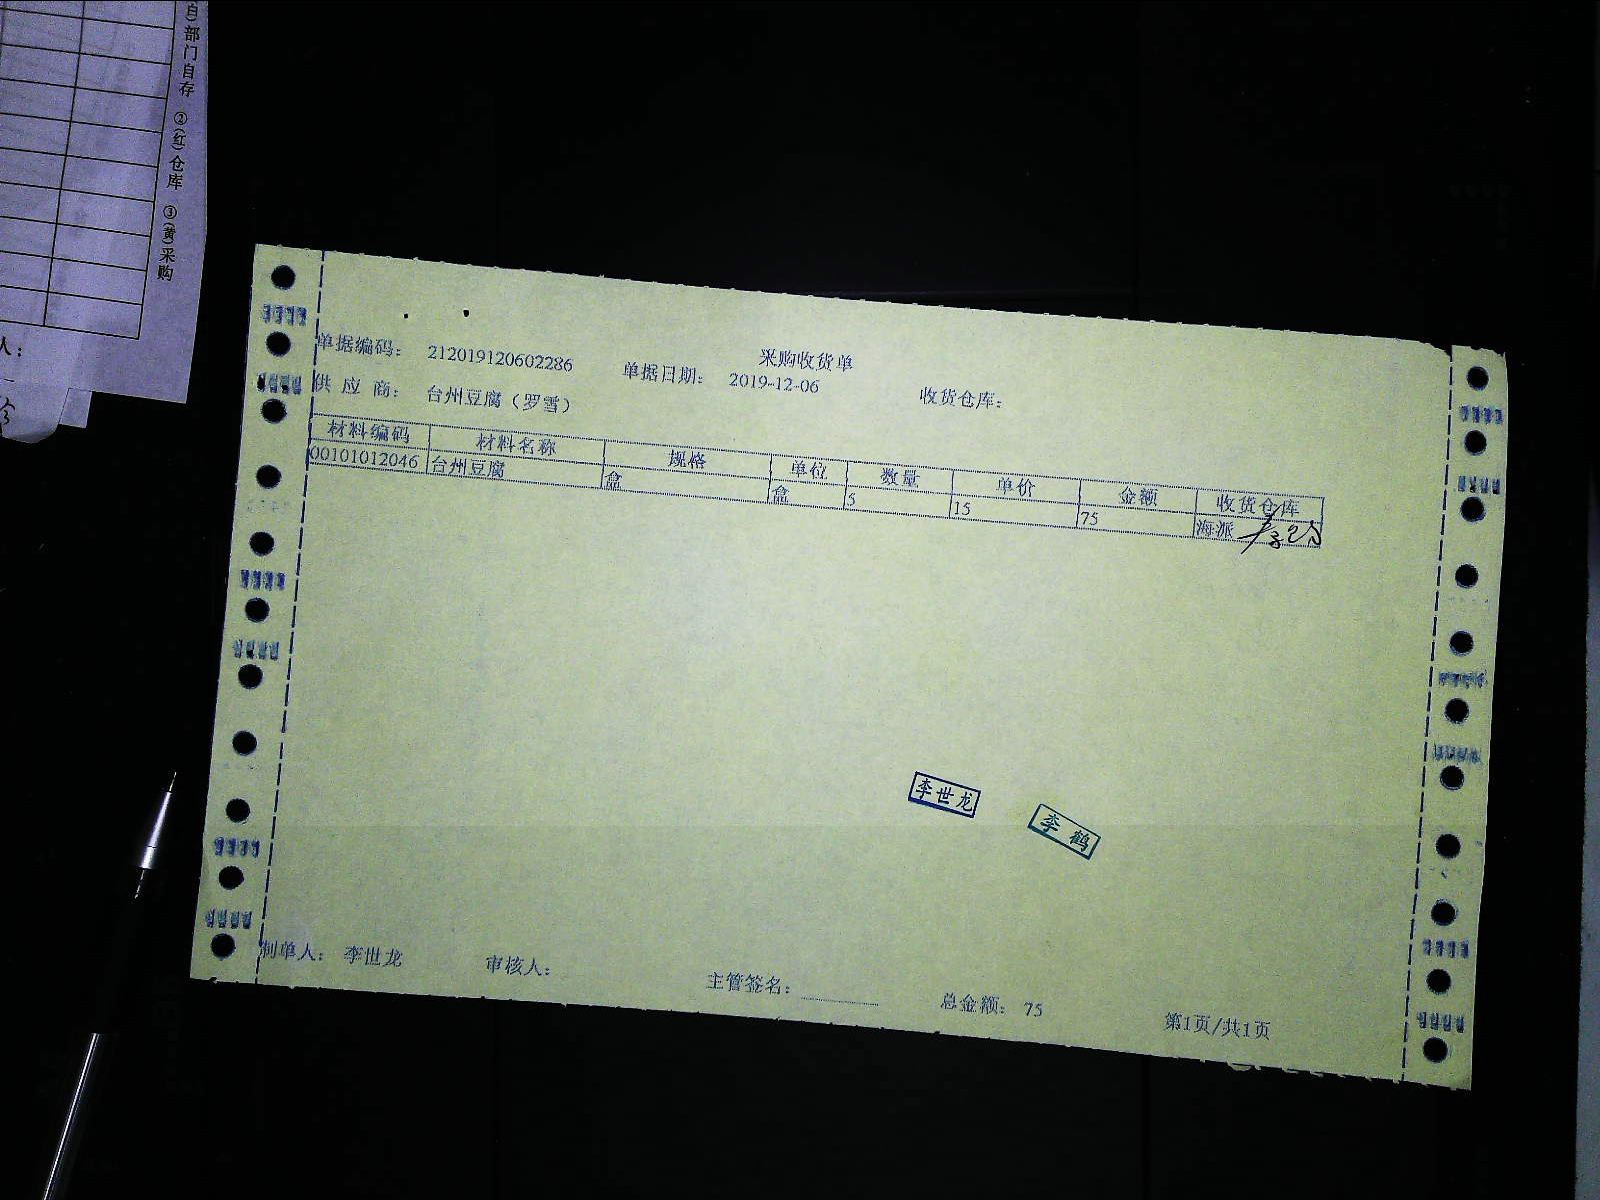 自)部门自存 ②(红)仓库 ③(黄)采购
人：
采购收货单
单据编码： 212019120602286 单据日期： 2019-12-06 收货仓库：
供 应 商： 台州豆腐（罗雪）
材料编码 材料名称 规格 单位 数量 单价 金额 收货仓库
00101012046 台州豆腐 盒 盒 5 15 75 海派
李世龙
李鹤
制单人： 李世龙 审核人： 主管签名： 总金额： 75 第1页/共1页